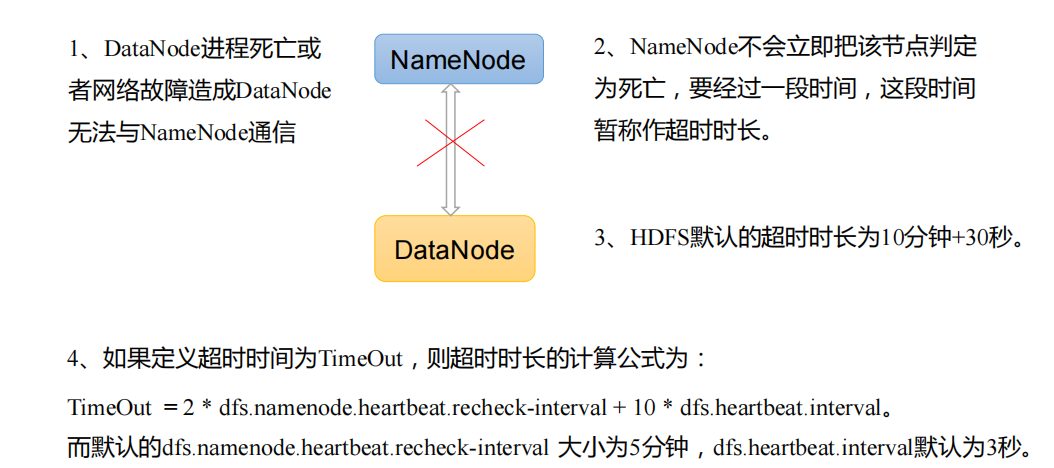 1、DataNode进程死亡或
者网络故障造成DataNode
无法与NameNode通信
NameNode
DataNode
2、NameNode不会立即把该节点判定
为死亡，要经过一段时间，这段时间
暂称作超时时长。
3、HDFS默认的超时时长为10分钟+30秒。
4、如果定义超时时间为TimeOut，则超时时长的计算公式为：
TimeOut = 2 * dfs.namenode.heartbeat.recheck-interval + 10 * dfs.heartbeat.interval。
而默认的dfs.namenode.heartbeat.recheck-interval 大小为5分钟，dfs.heartbeat.interval默认为3秒。